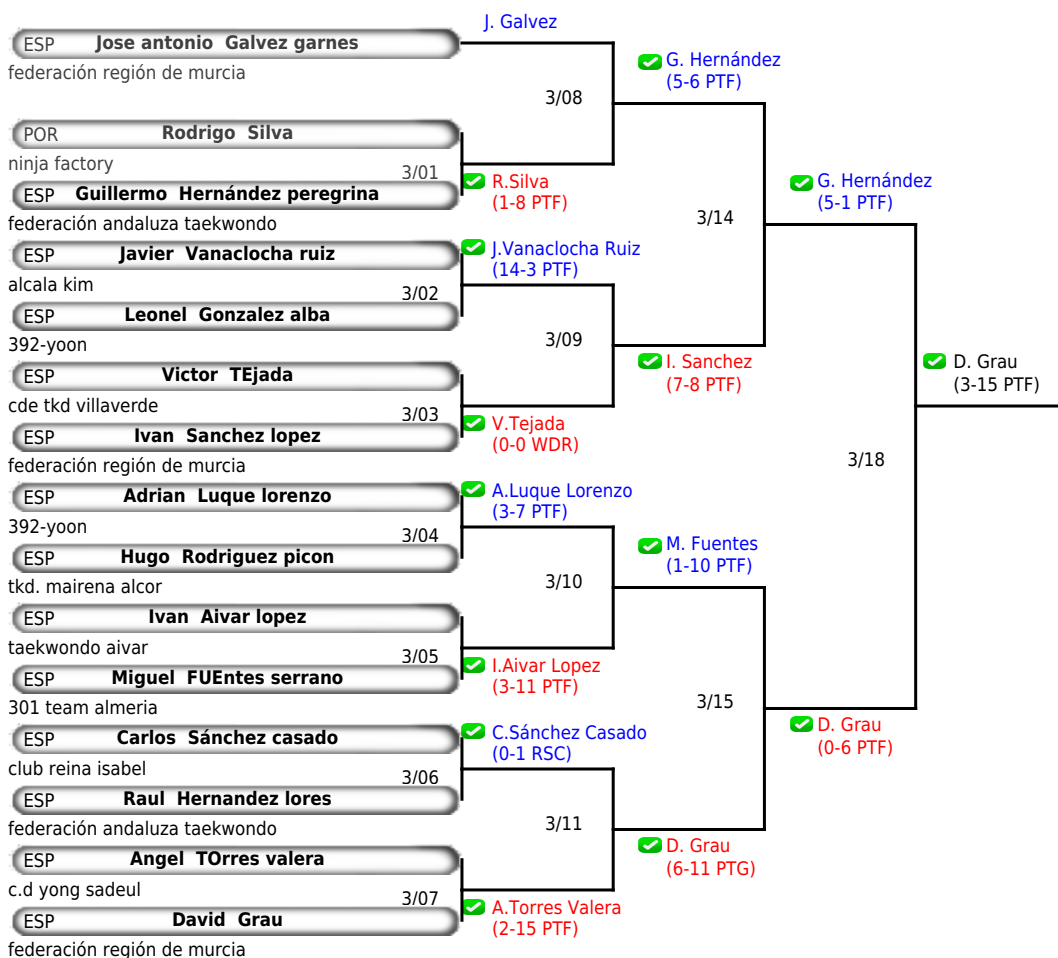 J. Galvez
ESP Jose antonio Galvez garnes
federación región de murcia
G. Hernández
(5-6 PTF)
3/08
POR Rodrigo Silva
ninja factory
3/01
R.Silva
(1-8 PTF)
ESP Guillermo Hernández peregrina
federación andaluza taekwondo
G. Hernández
(5-1 PTF)
3/14
ESP Javier Vanaclocha ruiz
alcala kim
J.Vanaclocha Ruiz
(14-3 PTF)
3/02
ESP Leonel Gonzalez alba
392-yoon
3/09
I. Sanchez
(7-8 PTF)
ESP Victor TEjada
cde tkd villaverde
3/03
V.Tejada
(0-0 WDR)
ESP Ivan Sanchez lopez
federación región de murcia
D. Grau
(3-15 PTF)
3/18
ESP Adrian Luque lorenzo
392-yoon
A.Luque Lorenzo
(3-7 PTF)
3/04
ESP Hugo Rodriguez picon
tkd. mairena alcor
M. Fuentes
(1-10 PTF)
3/10
ESP Ivan Aivar lopez
taekwondo aivar
3/05
I.Aivar Lopez
(3-11 PTF)
ESP Miguel FUEntes serrano
301 team almeria
3/15
D. Grau
(0-6 PTF)
ESP Carlos Sánchez casado
club reina isabel
C.Sánchez Casado
(0-1 RSC)
3/06
ESP Raul Hernandez lores
federación andaluza taekwondo
3/11
D. Grau
(6-11 PTG)
ESP Angel TOrres valera
c.d yong sadeul
3/07
A.Torres Valera
(2-15 PTF)
ESP David Grau
federación región de murcia